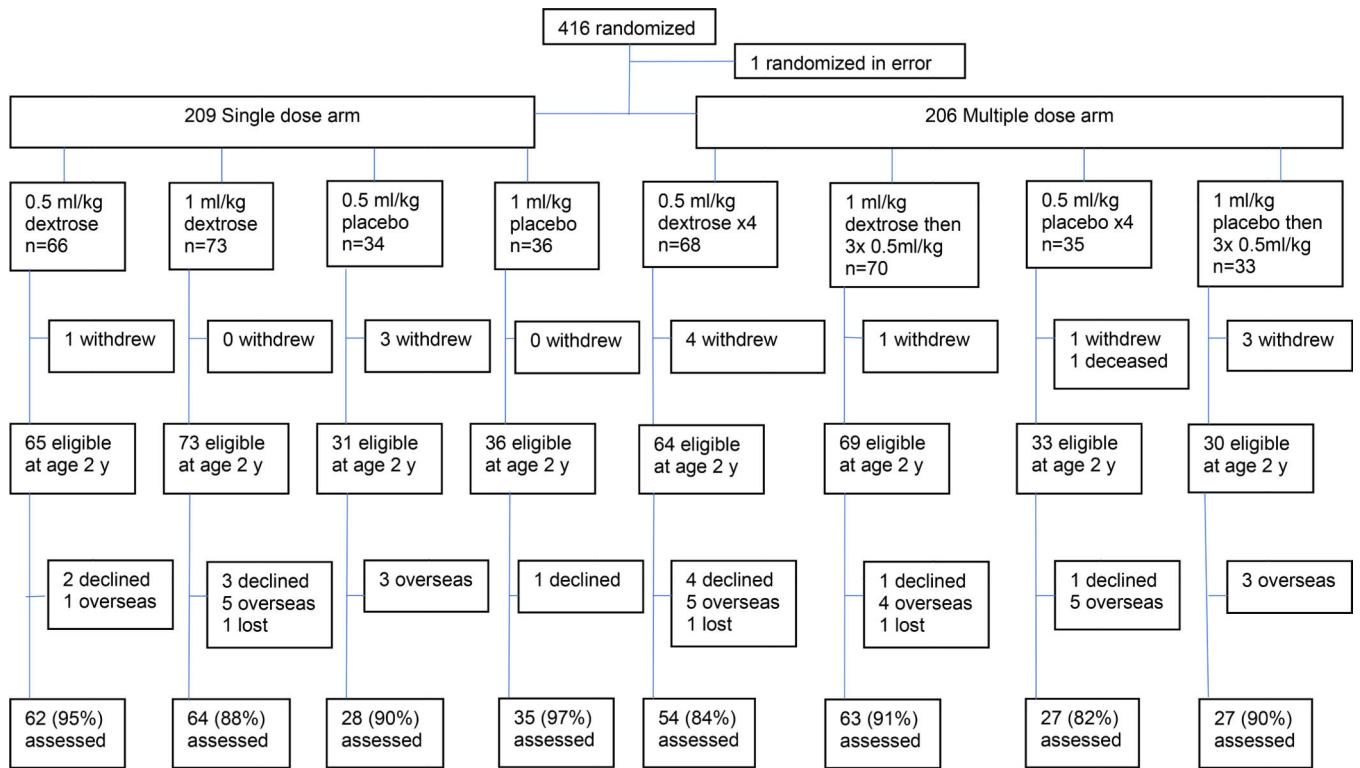 416 randomized
1 randomized in error
209 Single dose arm
206 Multiple dose arm
0.5 ml/kg
dextrose
n=66
1 ml/kg
dextrose
n=73
0.5 ml/kg
placebo
n=34
1 ml/kg
placebo
n=36
0.5 ml/kg
dextrose x4
n=68
1 ml/kg
dextrose then
3x 0.5ml/kg
n=70
0.5 ml/kg
placebo x4
n=35
1 ml/kg
placebo then
3x 0.5ml/kg
n=33
1 withdrew
0 withdrew
3 withdrew
0 withdrew
4 withdrew
1 withdrew
1 withdrew
1 deceased
3 withdrew
65 eligible
at age 2 y
73 eligible
at age 2 y
31 eligible
at age 2 y
36 eligible
at age 2 y
64 eligible
at age 2 y
69 eligible
at age 2 y
33 eligible
at age 2 y
30 eligible
at age 2 y
2 declined
1 overseas
3 declined
5 overseas
1 lost
3 overseas
1 declined
4 declined
5 overseas
1 lost
1 declined
4 overseas
1 lost
1 declined
5 overseas
3 overseas
62 (95%)
assessed
64 (88%)
assessed
28 (90%)
assessed
35 (97%)
assessed
54 (84%)
assessed
63 (91%)
assessed
27 (82%)
assessed
27 (90%)
assessed